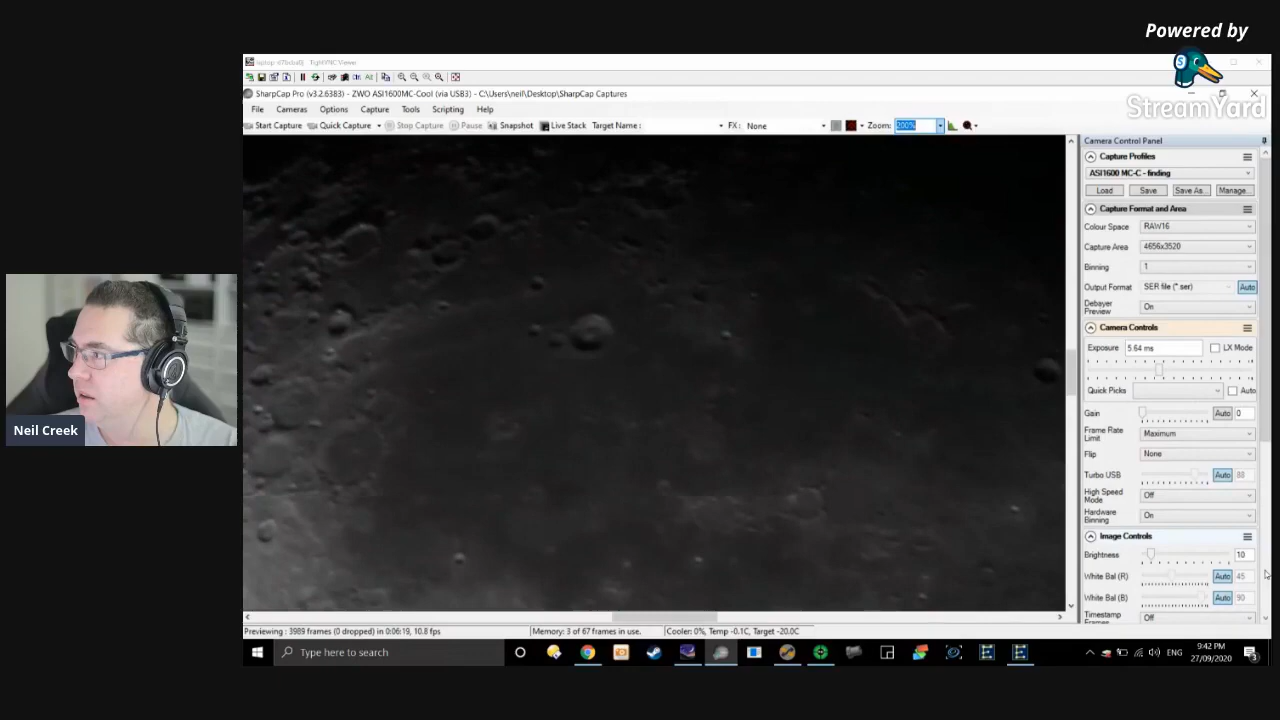 Powered by
StreamYard
TightVNC Viewer
SharpCap Pro (v3.2.6383) - ZWO ASI1600MC-Cool (via USB3) - C:\Users\neil\Desktop\SharpCap Captures
File Cameras Options Capture Tools Scripting Help
Start Capture Quick Capture Stop Capture Pause Snapshot Live Stack Target Name : FX: None Zoom: 200%
Camera Control Panel
Capture Profiles
ASI1600 MC-C - finding
Load Save Save As... Manage...
Capture Format and Area
Colour Space RAW16
Capture Area 4656x3520
Binning 1
Output Format SER file (*.ser) Auto
Debayer Preview On
Camera Controls
Exposure 5.64 ms LX Mode
Quick Picks Auto
Gain Auto 0
Frame Rate Limit Maximum
Flip None
Turbo USB Auto 88
High Speed Mode Off
Hardware Binning On
Image Controls
Brightness 10
White Bal (R) Auto 45
White Bal (B) Auto 90
Timestamp Frames Off
Neil Creek
Previewing : 3989 frames (0 dropped) in 0:06:19, 10.8 fps Memory: 3 of 67 frames in use. Cooler: 0%, Temp -0.1C, Target -20.0C
Type here to search
ENG
9:42 PM
27/09/2020
3